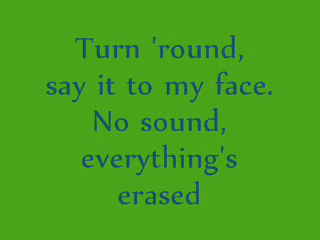 Turn 'round,
say it to my face.
No sound,
everything's
erased